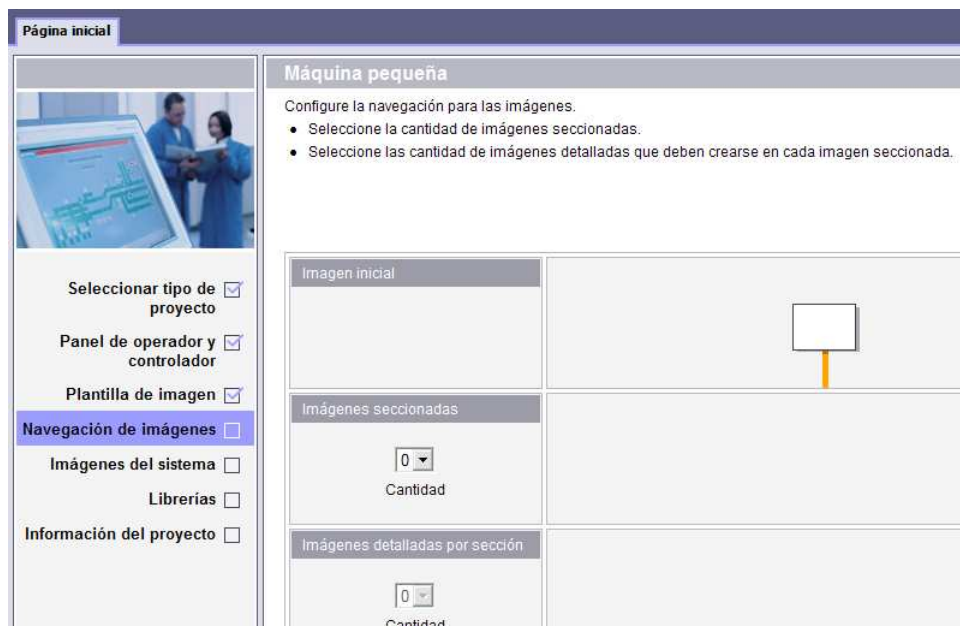 Página inicial
Máquina pequeña
Configure la navegación para las imágenes.
• Seleccione la cantidad de imágenes seccionadas.
• Seleccione las cantidad de imágenes detalladas que deben crearse en cada imagen seccionada.
Seleccionar tipo de
proyecto
Panel de operador y
controlador
Plantilla de imagen
Navegación de imágenes
Imágenes del sistema
Librerías
Información del proyecto
Imagen inicial
Imágenes seccionadas
0
Cantidad
Imágenes detalladas por sección
0
Cantidad